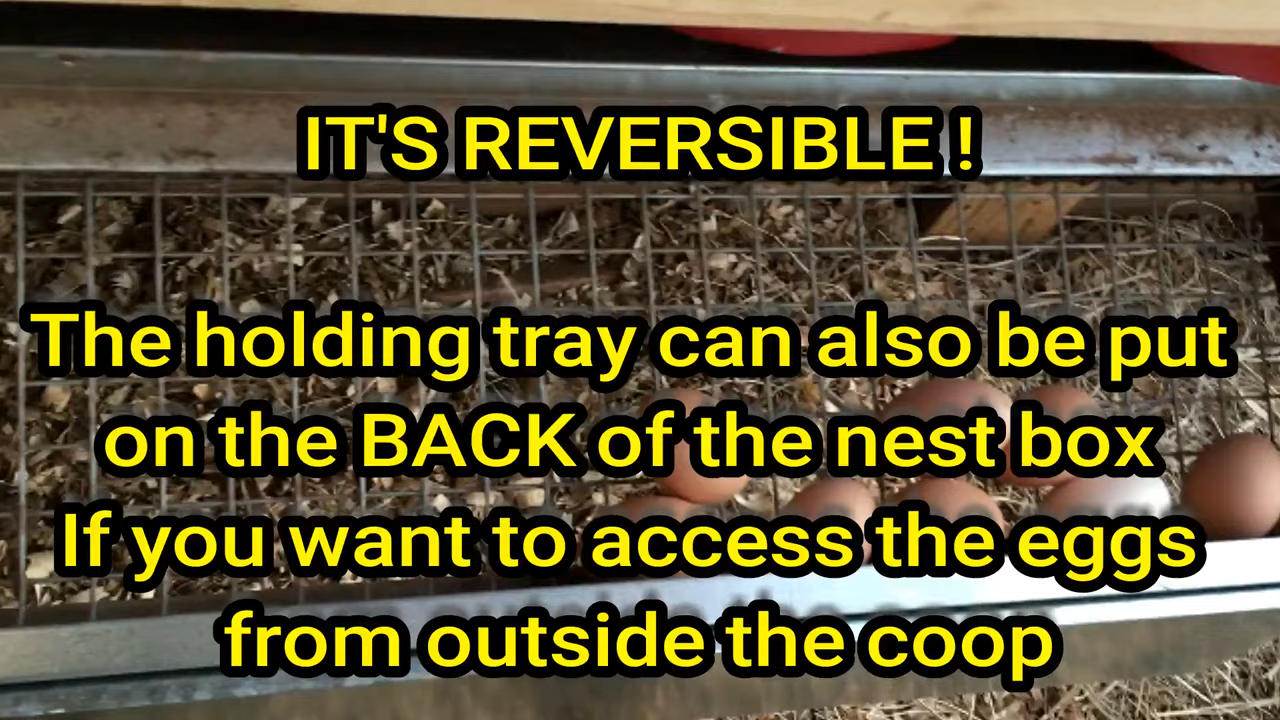 IT'S REVERSIBLE !
The holding tray can also be put
on the BACK of the nest box
If you want to access the eggs
from outside the coop